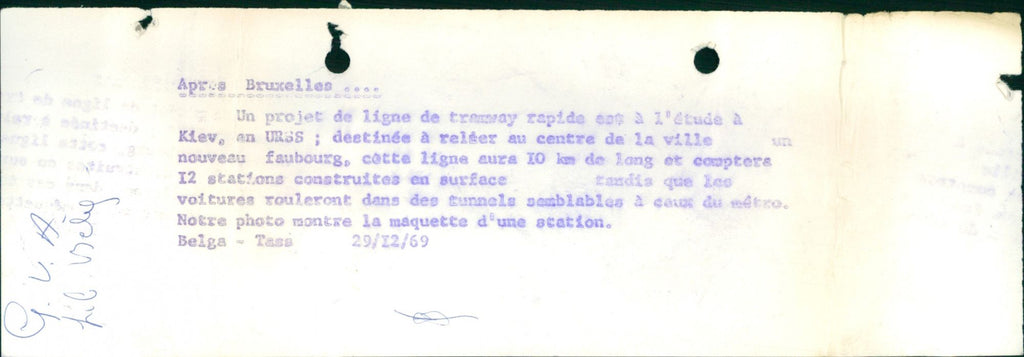 Apres Bruxelles ....
Un projet de ligne de tramway rapide est à l'étude à
Kiev, en URSS ; destinée à reléer au centre de la ville un
nouveau faubourg, cette ligne aura I0 km de long et comptera
I2 stations construites en surface tandis que les
voitures rouleront dans des tunnels semblables à ceux du métro.
Notre photo montre la maquette d'une station.
Belga - Tass 29/I2/69
G. V. A